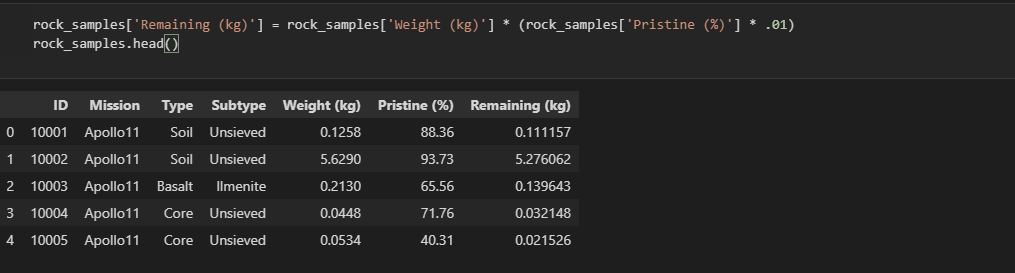 rock_samples['Remaining (kg)'] = rock_samples['Weight (kg)'] * (rock_samples['Pristine (%)'] * .01)
rock_samples.head()
ID Mission Type Subtype Weight (kg) Pristine (%) Remaining (kg)
0 10001 Apollo11 Soil Unsieved 0.1258 88.36 0.111157
1 10002 Apollo11 Soil Unsieved 5.6290 93.73 5.276062
2 10003 Apollo11 Basalt Ilmenite 0.2130 65.56 0.139643
3 10004 Apollo11 Core Unsieved 0.0448 71.76 0.032148
4 10005 Apollo11 Core Unsieved 0.0534 40.31 0.021526